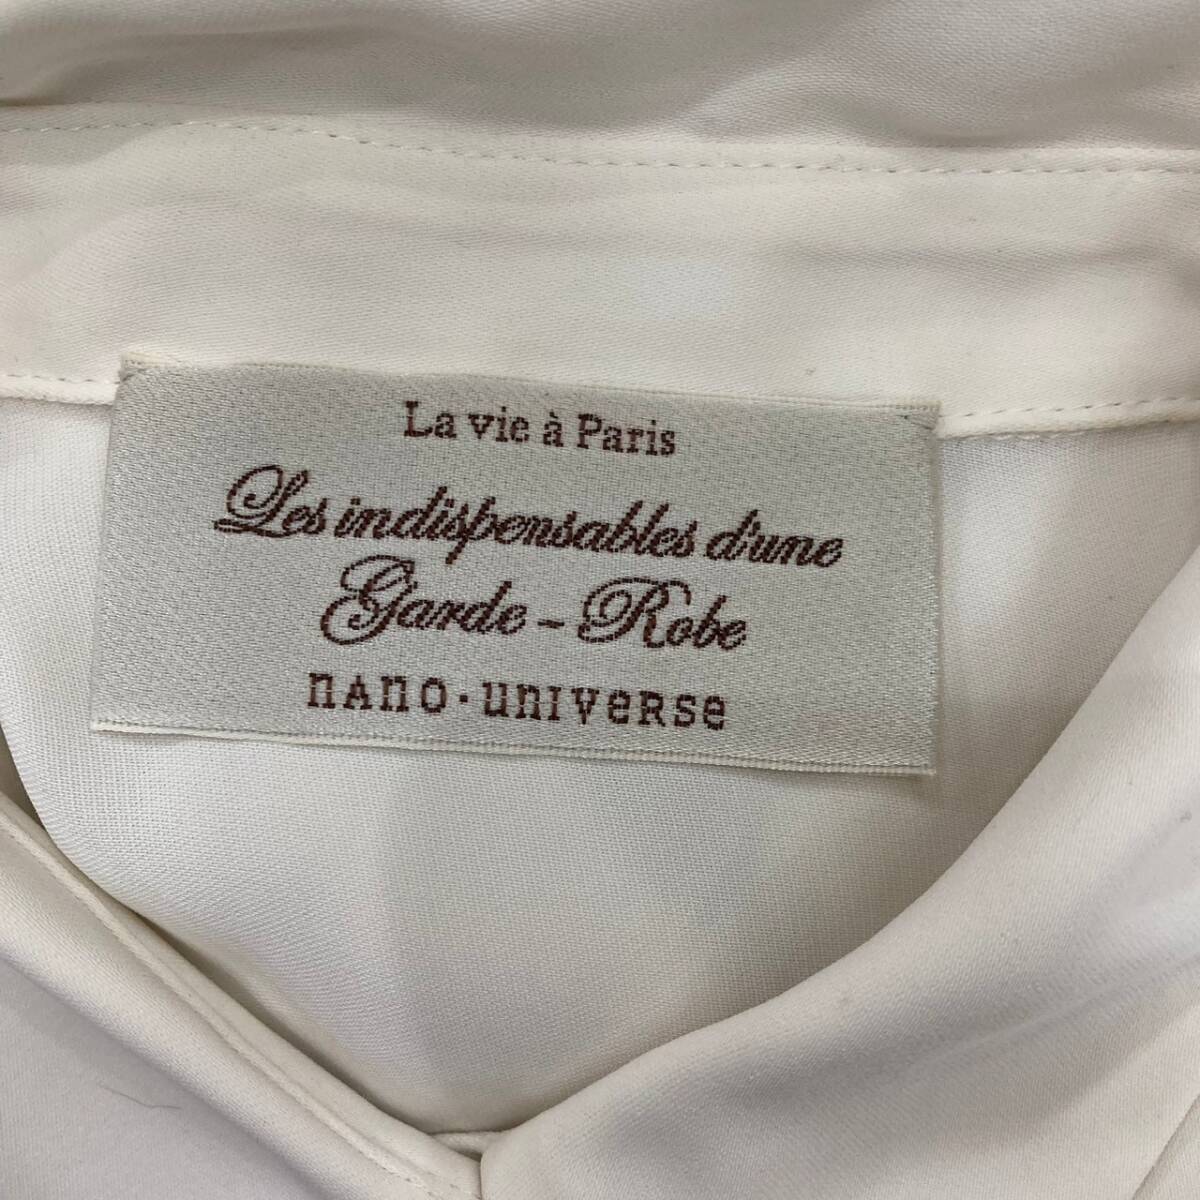 La vie à Paris
Les indispensables d'une
Garde - Robe
nano·universe